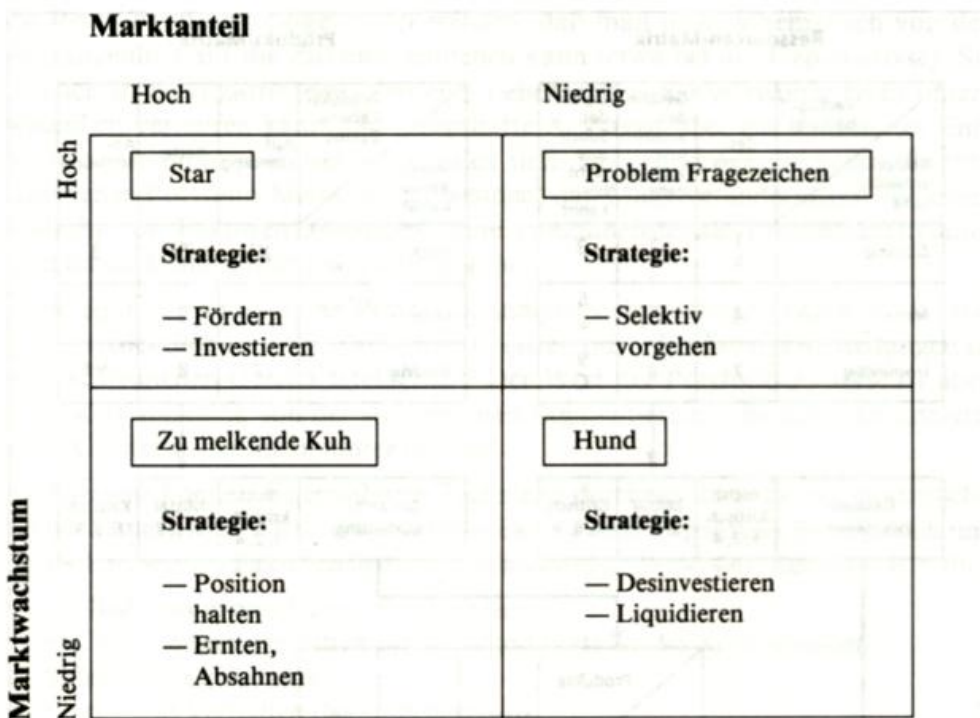 Marktanteil
Hoch
Niedrig
Hoch
Star
Problem Fragezeichen
Strategie:
— Fördern
— Investieren
Strategie:
— Selektiv
vorgehen
Zu melkende Kuh
Hund
Strategie:
— Position
halten
— Ernten,
Absahnen
Strategie:
— Desinvestieren
— Liquidieren
Marktwachstum
Niedrig